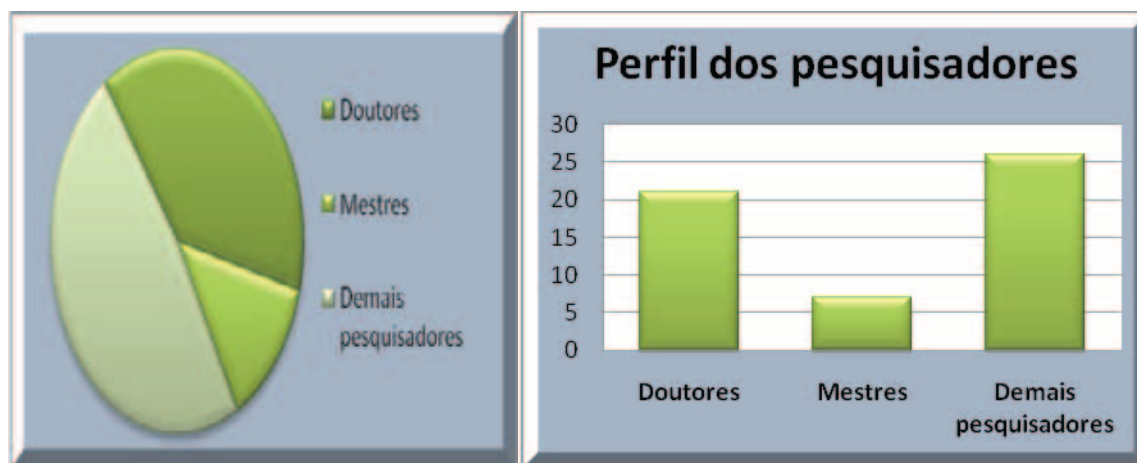 Doutores
Mestres
Demais
pesquisadores
Perfil dos pesquisadores
30
25
20
15
10
5
0
Doutores
Mestres
Demais
pesquisadores